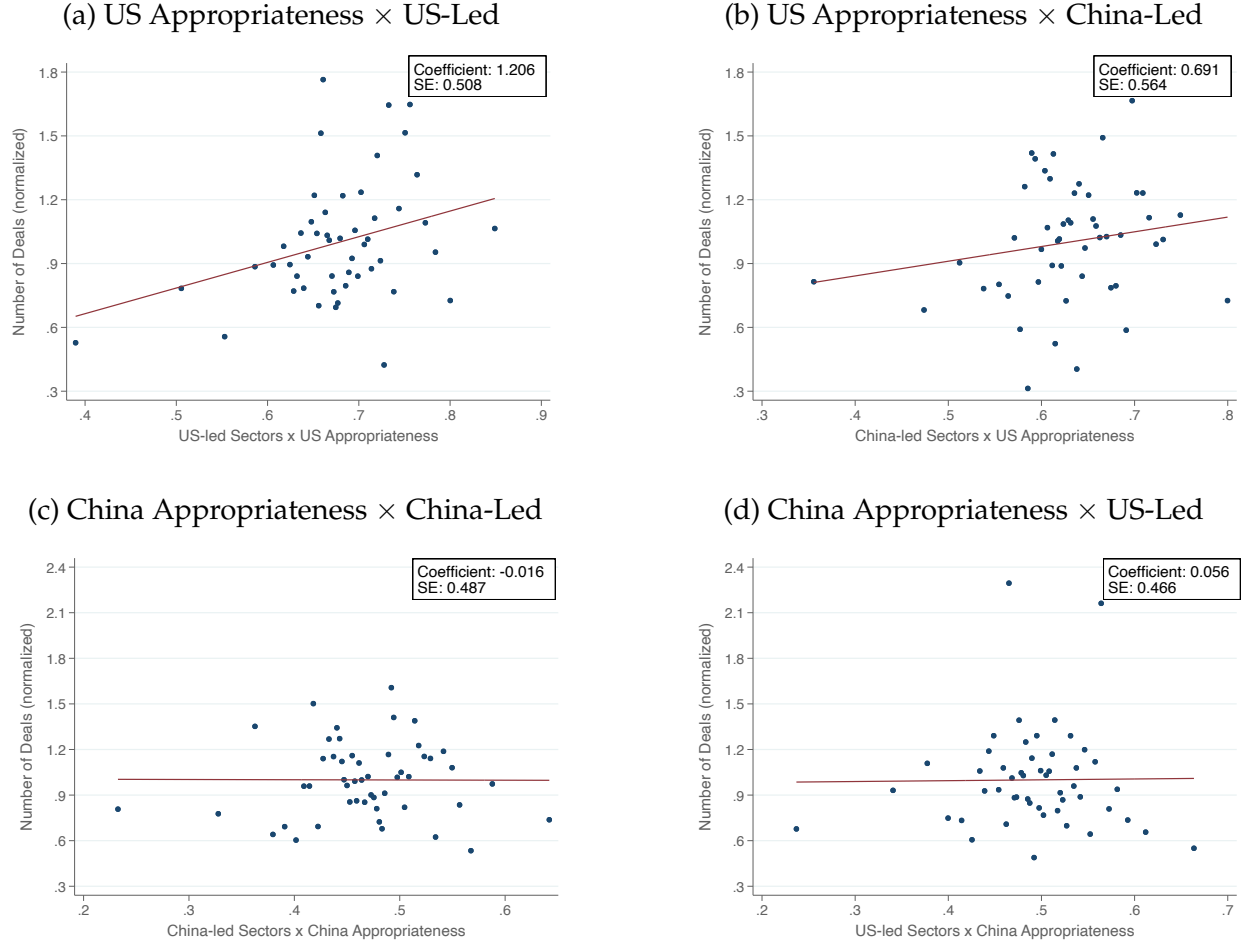 (a) US Appropriateness × US-Led
Coefficient: 1.206
SE: 0.508
Number of Deals (normalized)
1.8
1.5
1.2
.9
.6
.3
.4 .5 .6 .7 .8 .9
US-led Sectors x US Appropriateness
(b) US Appropriateness × China-Led
Coefficient: 0.691
SE: 0.564
Number of Deals (normalized)
1.8
1.5
1.2
.9
.6
.3
.3 .4 .5 .6 .7 .8
China-led Sectors x US Appropriateness
(c) China Appropriateness × China-Led
Coefficient: -0.016
SE: 0.487
Number of Deals (normalized)
2.4
2.1
1.8
1.5
1.2
.9
.6
.3
.2 .3 .4 .5 .6
China-led Sectors x China Appropriateness
(d) China Appropriateness × US-Led
Coefficient: 0.056
SE: 0.466
Number of Deals (normalized)
2.4
2.1
1.8
1.5
1.2
.9
.6
.3
.2 .3 .4 .5 .6 .7
US-led Sectors x China Appropriateness